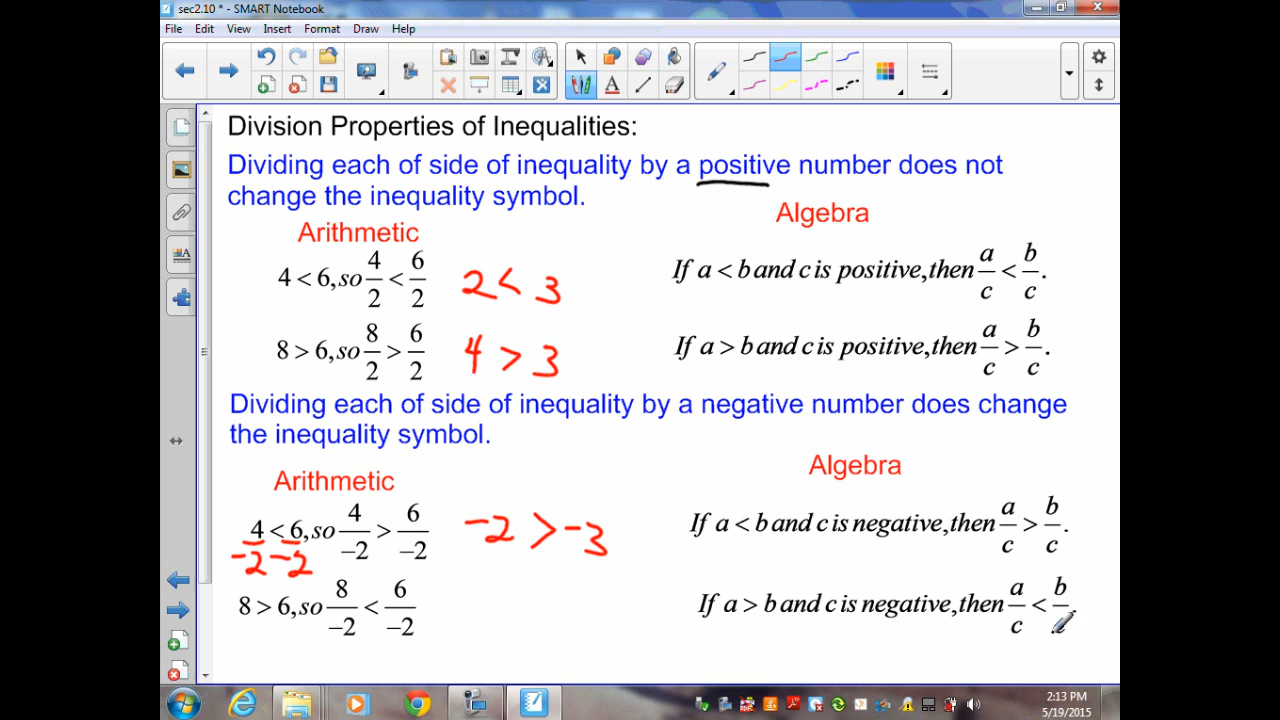 sec2.10 * - SMART Notebook
File Edit View Insert Format Draw Help
Division Properties of Inequalities:
Dividing each of side of inequality by a positive number does not
change the inequality symbol.
Arithmetic
Algebra
4 < 6, so 4/2 < 6/2 2 < 3
If a < b and c is positive, then a/c < b/c.
8 > 6, so 8/2 > 6/2 4 > 3
If a > b and c is positive, then a/c > b/c.
Dividing each of side of inequality by a negative number does change
the inequality symbol.
Arithmetic
Algebra
4 < 6, so 4/−2 > 6/−2 -2 > -3
-2 -2
If a < b and c is negative, then a/c > b/c.
8 > 6, so 8/−2 < 6/−2
If a > b and c is negative, then a/c < b/
2:13 PM
5/19/2015